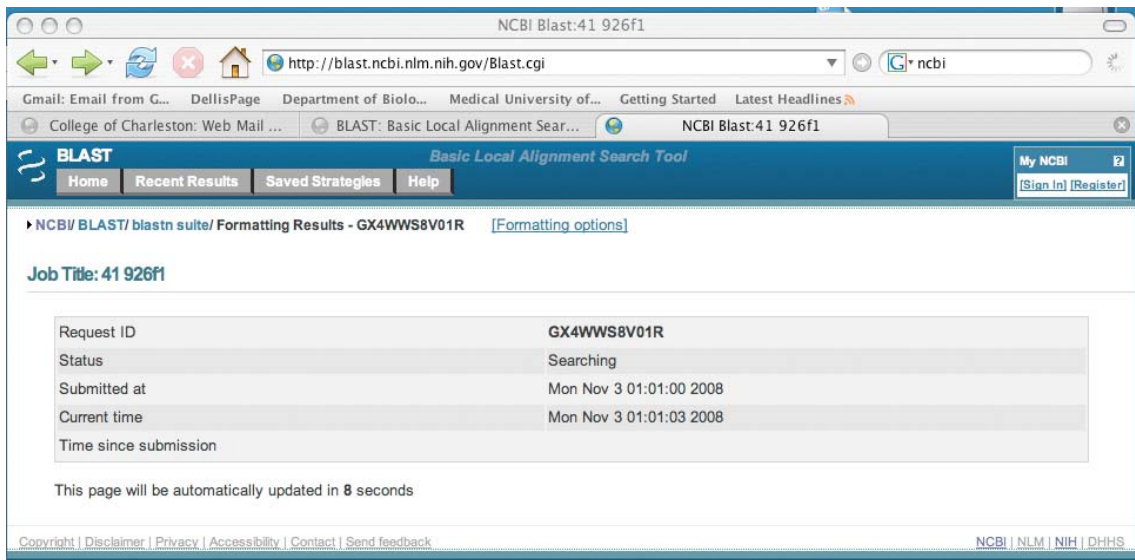 NCBI Blast:41 926f1
http://blast.ncbi.nlm.nih.gov/Blast.cgi G ncbi
Gmail: Email from G... DellisPage Department of Biolo... Medical University of... Getting Started Latest Headlines
College of Charleston: Web Mail ... BLAST: Basic Local Alignment Sear... NCBI Blast:41 926f1
BLAST Basic Local Alignment Search Tool My NCBI ?
Home Recent Results Saved Strategies Help [Sign In] [Register]
NCBI/ BLAST/ blastn suite/ Formatting Results - GX4WWS8V01R [Formatting options]
Job Title: 41 926f1
Request ID GX4WWS8V01R
Status Searching
Submitted at Mon Nov 3 01:01:00 2008
Current time Mon Nov 3 01:01:03 2008
Time since submission
This page will be automatically updated in 8 seconds
Copyright | Disclaimer | Privacy | Accessibility | Contact | Send feedback NCBI | NLM | NIH | DHHS